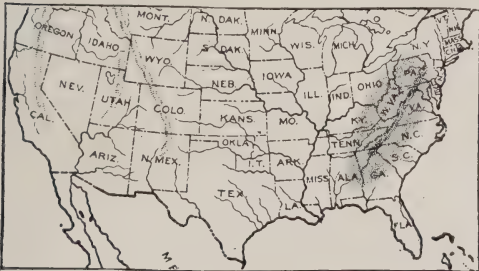 MONT.
N. DAK.
MINN.
VT.
N.H.
OREGON
IDAHO
WYO.
S. DAK.
WIS.
MICH.
N.Y.
MASS
NEV.
UTAH
COLO.
NEB.
IOWA
ILL.
IND.
OHIO
PA.
W.VA.
VA.
CAL.
KANS.
MO.
KY.
ARIZ.
N. MEX.
OKLA.
I.T.
ARK.
TENN.
N.C.
S.C.
TEX.
LA.
MISS
ALA.
GA.
FLA.
M E